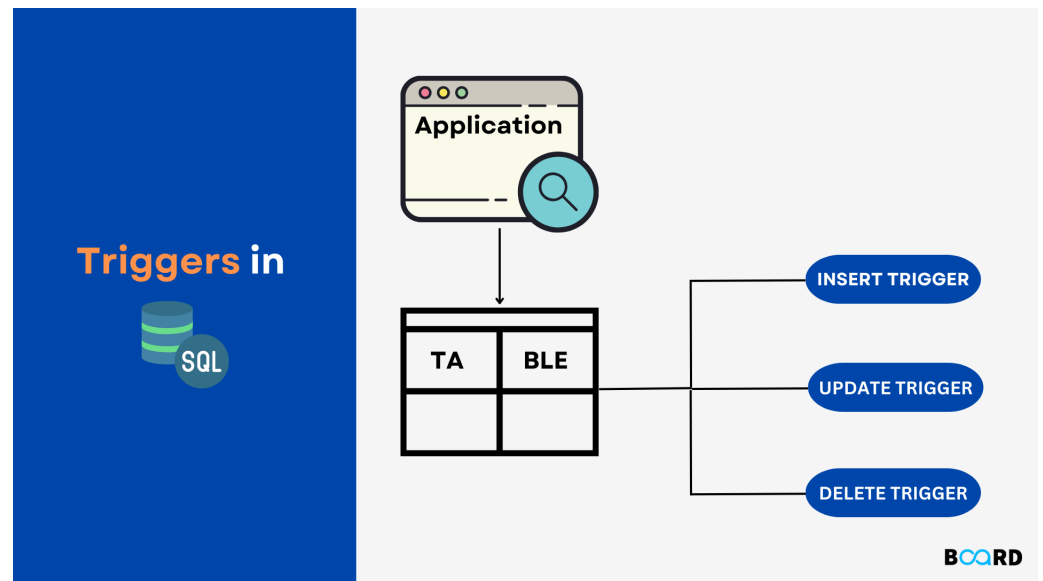 Triggers in
SQL
Application
TA BLE
INSERT TRIGGER
UPDATE TRIGGER
DELETE TRIGGER
BOARD